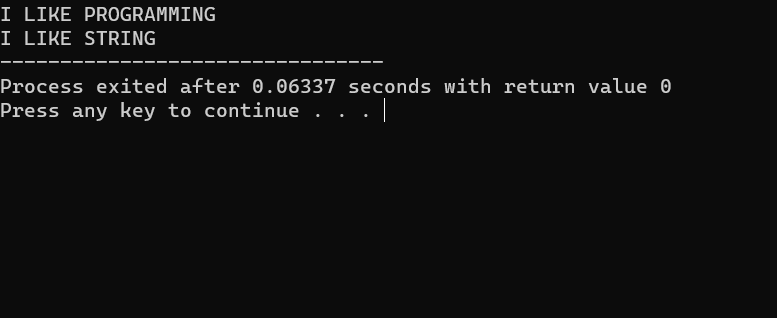 I LIKE PROGRAMMING
I LIKE STRING
--------------------------------
Process exited after 0.06337 seconds with return value 0
Press any key to continue . . .